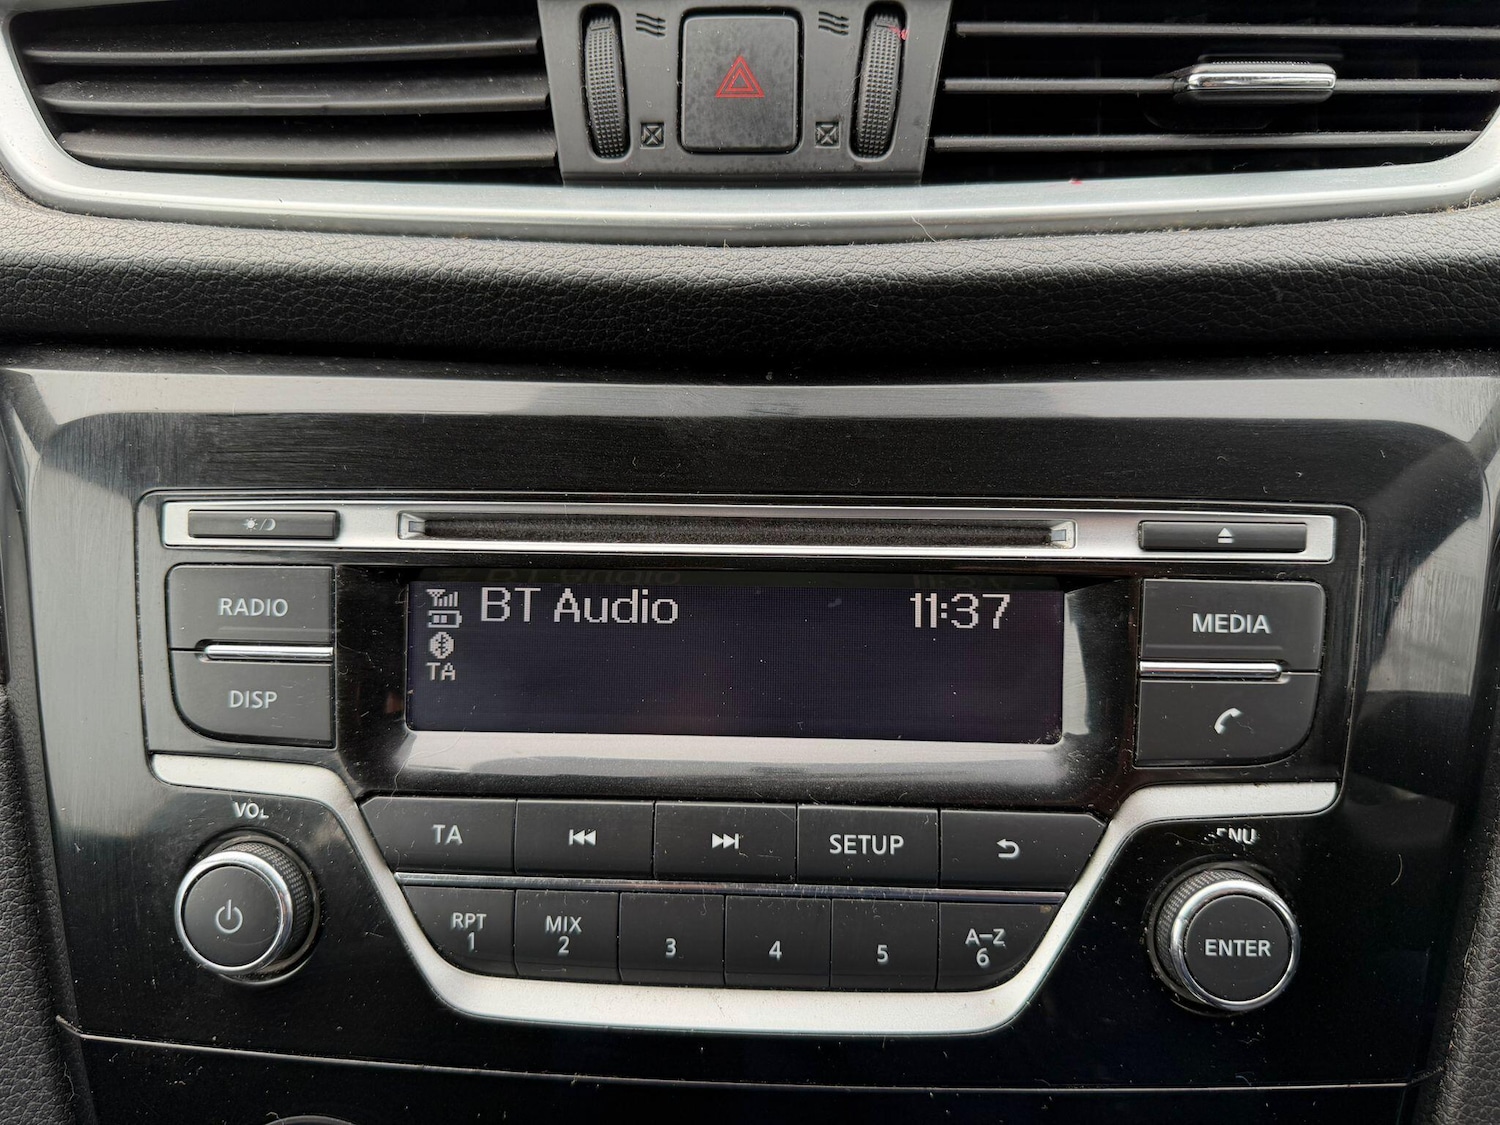 RADIO
DISP
BT Audio 11:37
TA
MEDIA
VOL
TA
SETUP
RPT
1
MIX
2
3
4
5
A–Z
6
ENTER